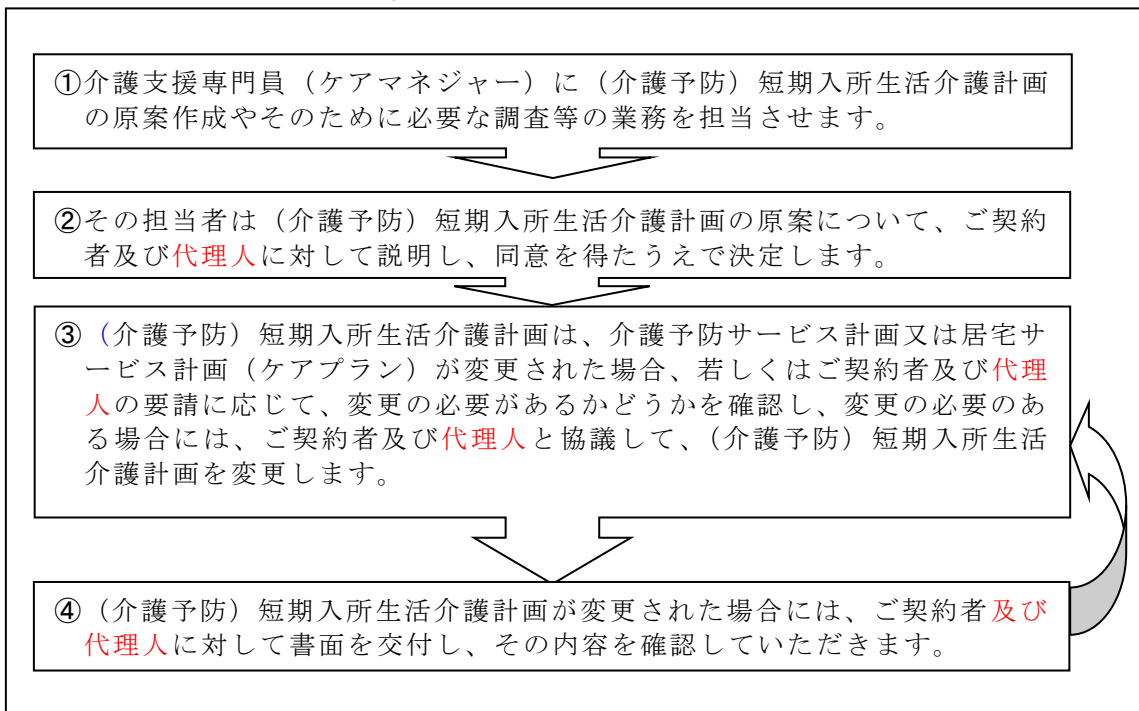 ①介護支援専門員（ケアマネジャー）に（介護予防）短期入所生活介護計画
の原案作成やそのために必要な調査等の業務を担当させます。
②その担当者は（介護予防）短期入所生活介護計画の原案について、ご契約
者及び代理人に対して説明し、同意を得たうえで決定します。
③（介護予防）短期入所生活介護計画は、介護予防サービス計画又は居宅サ
ービス計画（ケアプラン）が変更された場合、若しくはご契約者及び代理
人の要請に応じて、変更の必要があるかどうかを確認し、変更の必要のあ
る場合には、ご契約者及び代理人と協議して、（介護予防）短期入所生活
介護計画を変更します。
④（介護予防）短期入所生活介護計画が変更された場合には、ご契約者及び
代理人に対して書面を交付し、その内容を確認していただきます。